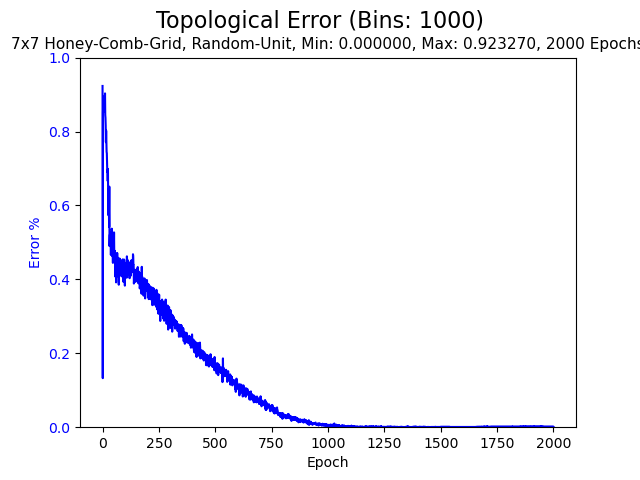 Topological Error (Bins: 1000)
7x7 Honey-Comb-Grid, Random-Unit, Min: 0.000000, Max: 0.923270, 2000 Epochs
1.0
0.8
0.6
0.4
0.2
0.0
Error %
0 250 500 750 1000 1250 1500 1750 2000
Epoch